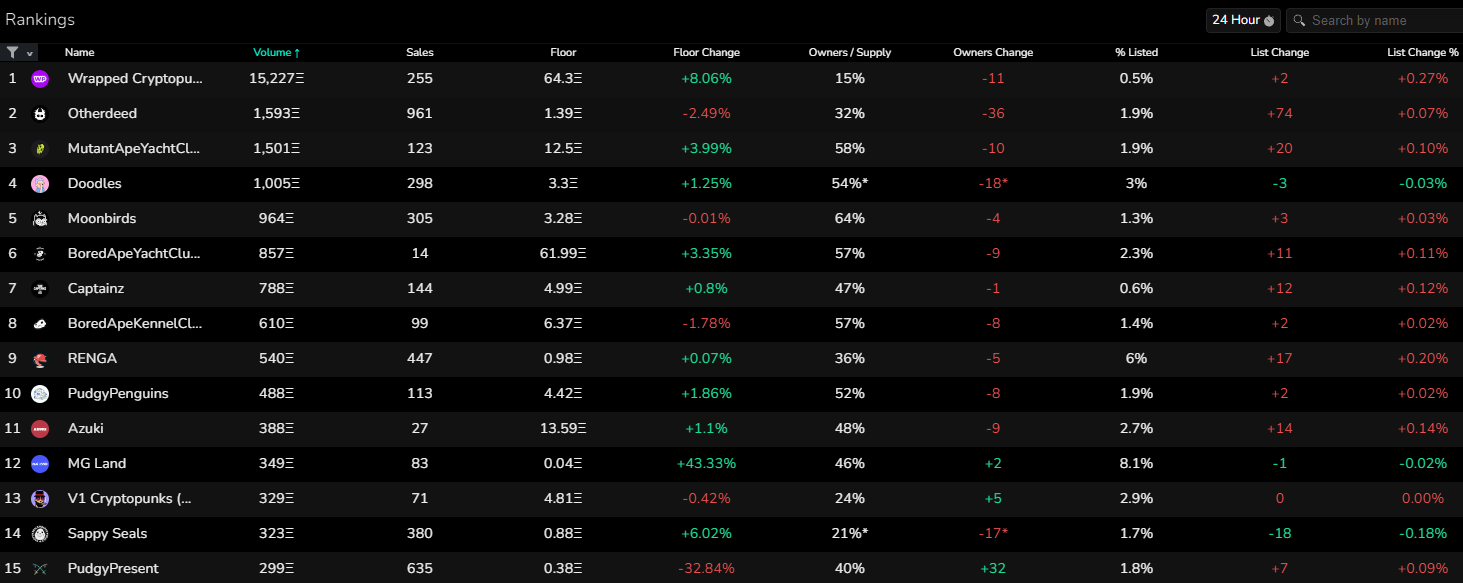 Rankings 24 Hour Search by name
Name Volume ↑ Sales Floor Floor Change Owners / Supply Owners Change % Listed List Change List Change %
1 WP Wrapped Cryptopu... 15,227Ξ 255 64.3Ξ +8.06% 15% -11 0.5% +2 +0.27%
2 Otherdeed 1,593Ξ 961 1.39Ξ -2.49% 32% -36 1.9% +74 +0.07%
3 MutantApeYachtCl... 1,501Ξ 123 12.5Ξ +3.99% 58% -10 1.9% +20 +0.10%
4 Doodles 1,005Ξ 298 3.3Ξ +1.25% 54%* -18* 3% -3 -0.03%
5 Moonbirds 964Ξ 305 3.28Ξ -0.01% 64% -4 1.3% +3 +0.03%
6 BoredApeYachtClu... 857Ξ 14 61.99Ξ +3.35% 57% -9 2.3% +11 +0.11%
7 Captainz 788Ξ 144 4.99Ξ +0.8% 47% -1 0.6% +12 +0.12%
8 BoredApeKennelCl... 610Ξ 99 6.37Ξ -1.78% 57% -8 1.4% +2 +0.02%
9 RENGA 540Ξ 447 0.98Ξ +0.07% 36% -5 6% +17 +0.20%
10 PudgyPenguins 488Ξ 113 4.42Ξ +1.86% 52% -8 1.9% +2 +0.02%
11 Azuki 388Ξ 27 13.59Ξ +1.1% 48% -9 2.7% +14 +0.14%
12 MG Land 349Ξ 83 0.04Ξ +43.33% 46% +2 8.1% -1 -0.02%
13 V1 Cryptopunks (... 329Ξ 71 4.81Ξ -0.42% 24% +5 2.9% 0 0.00%
14 Sappy Seals 323Ξ 380 0.88Ξ +6.02% 21%* -17* 1.7% -18 -0.18%
15 PudgyPresent 299Ξ 635 0.38Ξ -32.84% 40% +32 1.8% +7 +0.09%